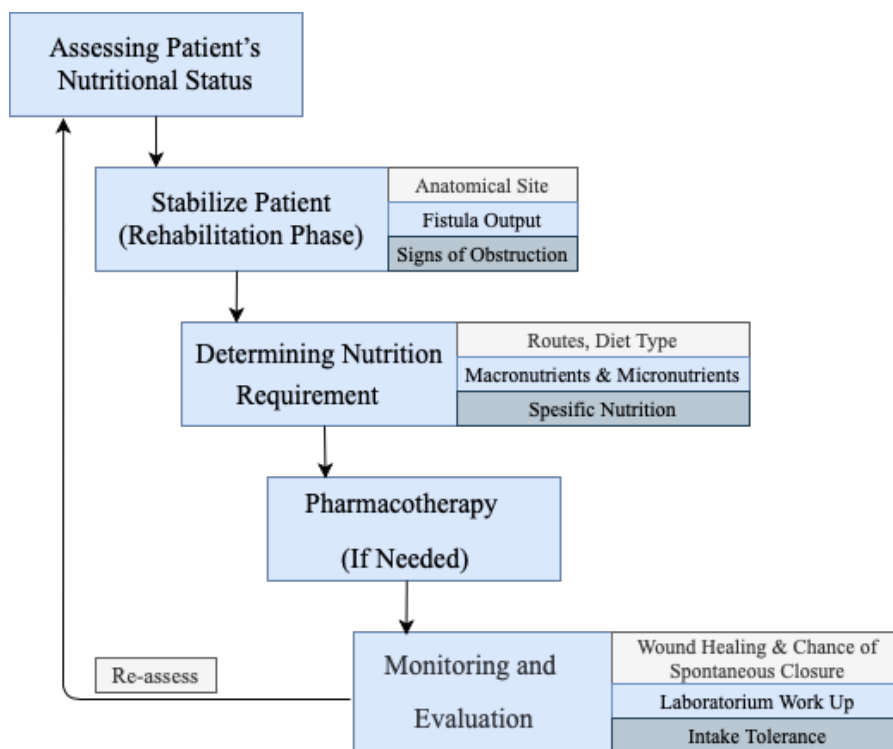 Assessing Patient's
Nutritional Status
Stabilize Patient
(Rehabilitation Phase)
Anatomical Site
Fistula Output
Signs of Obstruction
Determining Nutrition
Requirement
Routes, Diet Type
Macronutrients & Micronutrients
Spesific Nutrition
Pharmacotherapy
(If Needed)
Monitoring and
Evaluation
Wound Healing & Chance of
Spontaneous Closure
Laboratorium Work Up
Intake Tolerance
Re-assess